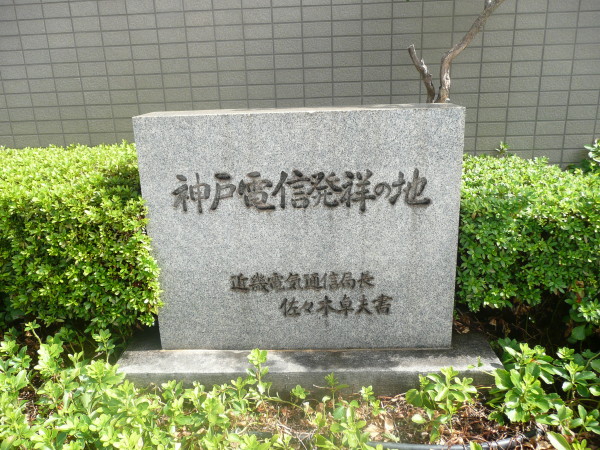 神戸電信発祥の地
近畿電気通信局長
佐々木卓夫書